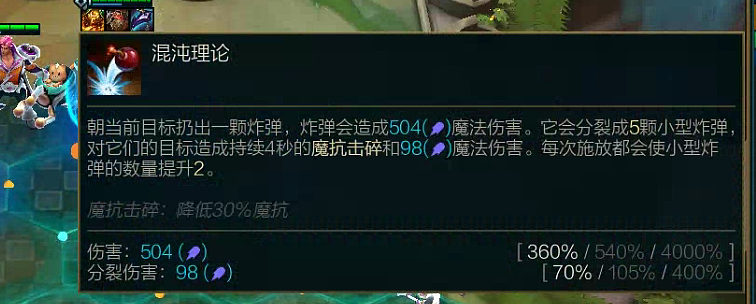 混沌理论
朝当前目标扔出一颗炸弹，炸弹会造成504()魔法伤害。它会分裂成5颗小型炸弹，
对它们的目标造成持续4秒的魔抗击碎和98()魔法伤害。每次施放都会使小型炸
弹的数量提升2。
魔抗击碎：降低30%魔抗
伤害：504 () [ 360% / 540% / 4000% ]
分裂伤害：98 () [ 70% / 105% / 400% ]